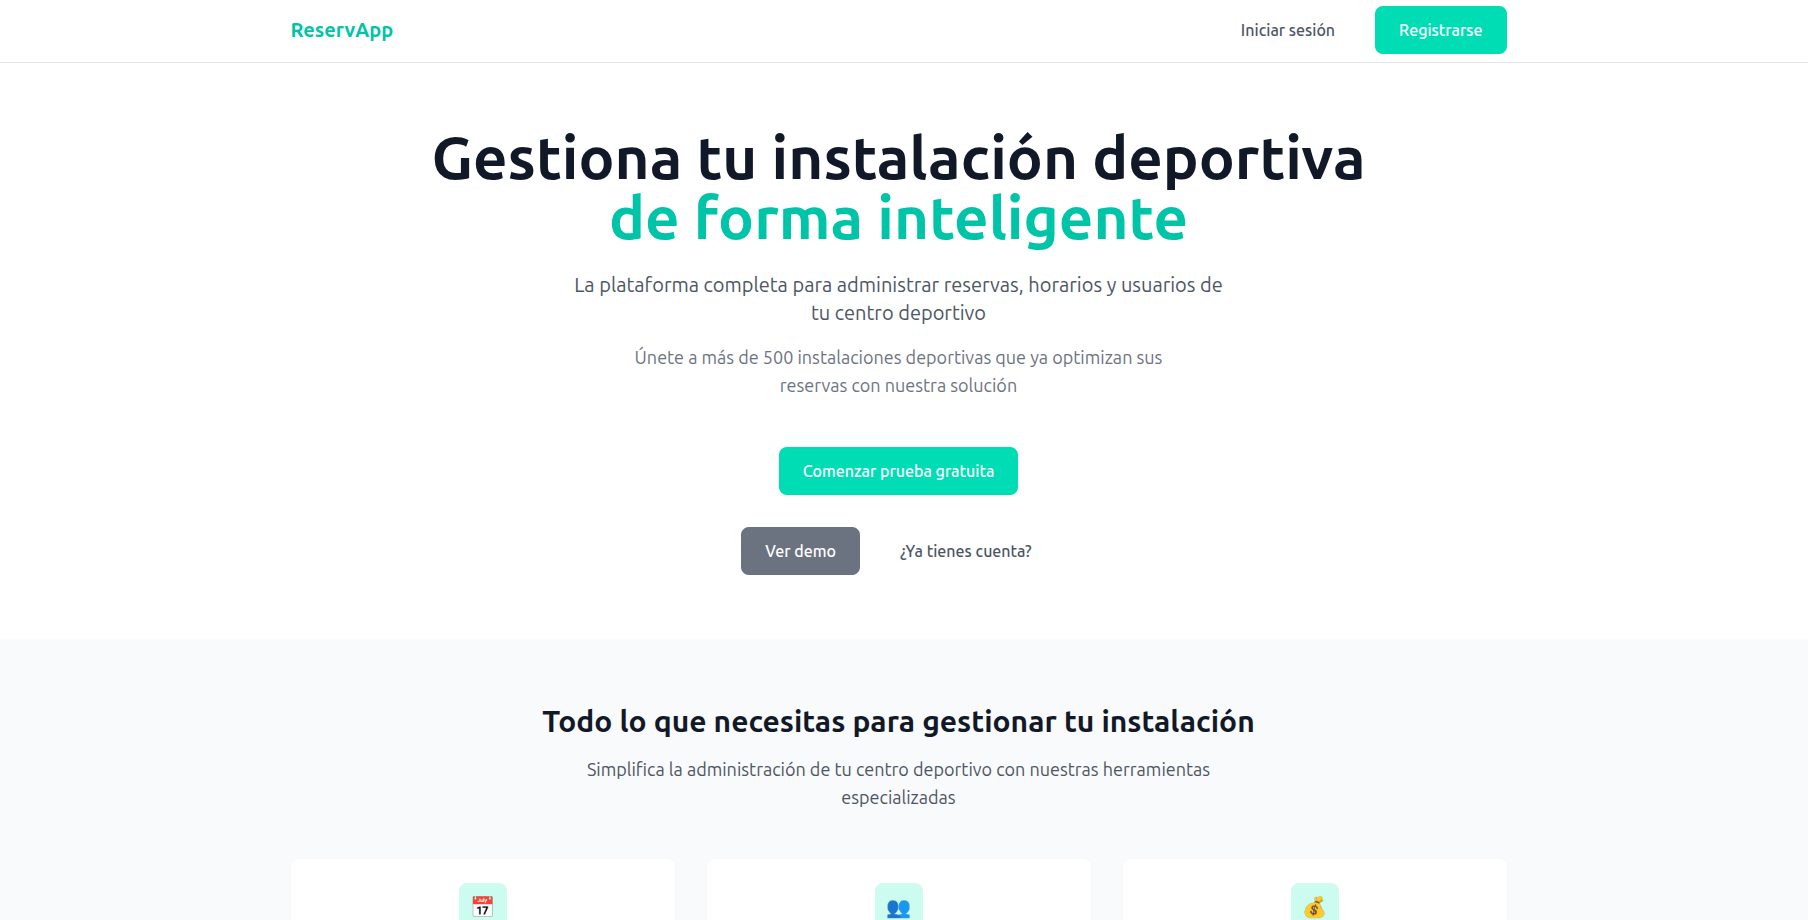 ReservApp
Iniciar sesión
Registrarse
Gestiona tu instalación deportiva
de forma inteligente
La plataforma completa para administrar reservas, horarios y usuarios de
tu centro deportivo
Únete a más de 500 instalaciones deportivas que ya optimizan sus
reservas con nuestra solución
Comenzar prueba gratuita
Ver demo
¿Ya tienes cuenta?
Todo lo que necesitas para gestionar tu instalación
Simplifica la administración de tu centro deportivo con nuestras herramientas
especializadas
July
17